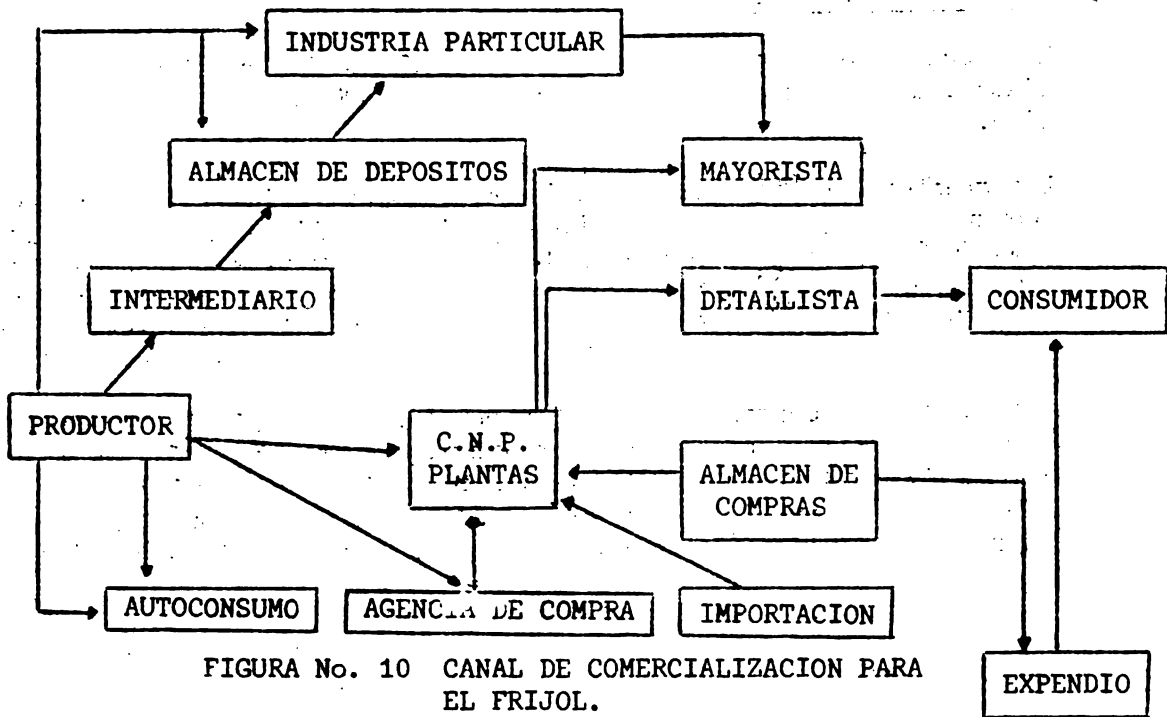 INDUSTRIA PARTICULAR
ALMACEN DE DEPOSITOS
MAYORISTA
INTERMEDIARIO
DETALLISTA
CONSUMIDOR
PRODUCTOR
C.N.P.
PLANTAS
ALMACEN DE
COMPRAS
AUTOCONSUMO
AGENCIA DE COMPRA
IMPORTACION
FIGURA No. 10 CANAL DE COMERCIALIZACION PARA
EL FRIJOL.
EXPENDIO